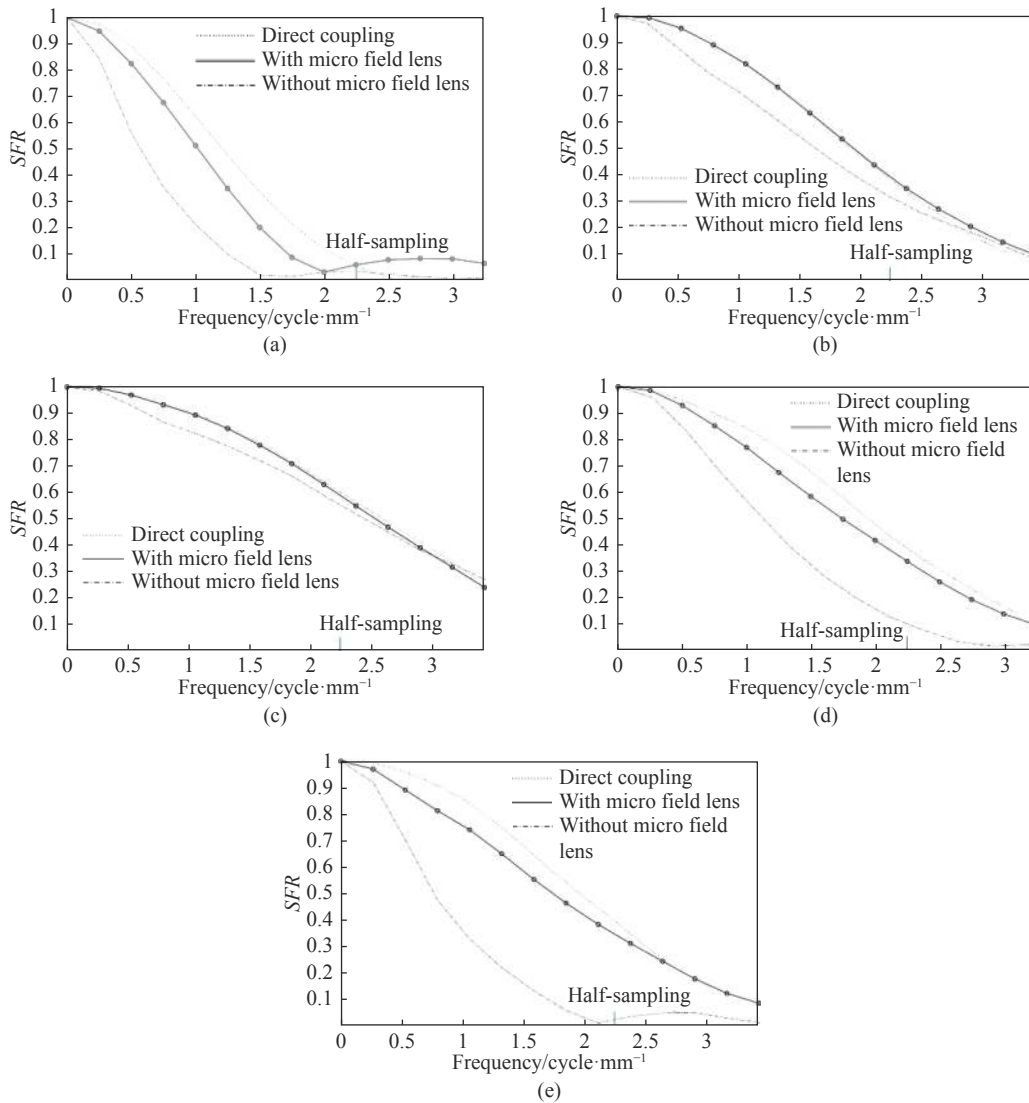 1
0.9
0.8
0.7
0.6
0.5
0.4
0.3
0.2
0.1
SFR
Direct coupling
With micro field lens
Without micro field lens
Half-sampling
0 0.5 1 1.5 2 2.5 3
Frequency/cycle·mm⁻¹
(a)
1
0.9
0.8
0.7
0.6
0.5
0.4
0.3
0.2
0.1
SFR
Direct coupling
With micro field lens
Without micro field lens
Half-sampling
0 0.5 1 1.5 2 2.5 3
Frequency/cycle·mm⁻¹
(b)
1
0.9
0.8
0.7
0.6
0.5
0.4
0.3
0.2
0.1
SFR
Direct coupling
With micro field lens
Without micro field lens
Half-sampling
0 0.5 1 1.5 2 2.5 3
Frequency/cycle·mm⁻¹
(c)
1
0.9
0.8
0.7
0.6
0.5
0.4
0.3
0.2
0.1
SFR
Direct coupling
With micro field lens
Without micro field
lens
Half-sampling
0 0.5 1 1.5 2 2.5 3
Frequency/cycle·mm⁻¹
(d)
1
0.9
0.8
0.7
0.6
0.5
0.4
0.3
0.2
0.1
SFR
Direct coupling
With micro field lens
Without micro field
lens
Half-sampling
0 0.5 1 1.5 2 2.5 3
Frequency/cycle·mm⁻¹
(e)